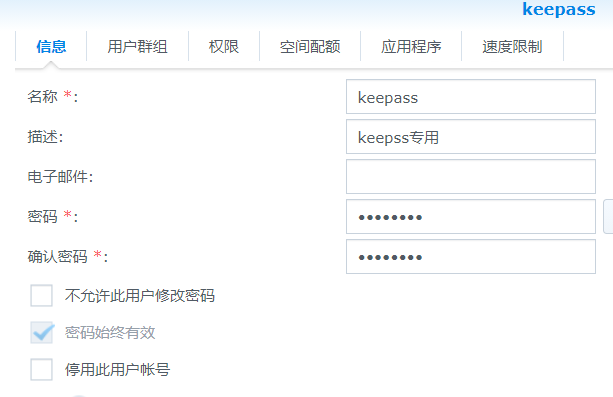 keepass
信息 用户群组 权限 空间配额 应用程序 速度限制
名称 *: keepass
描述: keepss专用
电子邮件:
密码 *: ••••••••
确认密码 *: ••••••••
不允许此用户修改密码
密码始终有效
停用此用户帐号